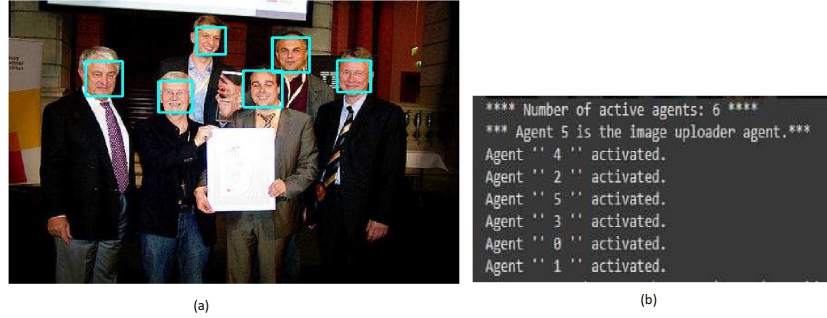 **** Number of active agents: 6 ****
*** Agent 5 is the image uploader agent.***
Agent '' 4 '' activated.
Agent '' 2 '' activated.
Agent '' 5 '' activated.
Agent '' 3 '' activated.
Agent '' 0 '' activated.
Agent '' 1 '' activated.
(a)
(b)